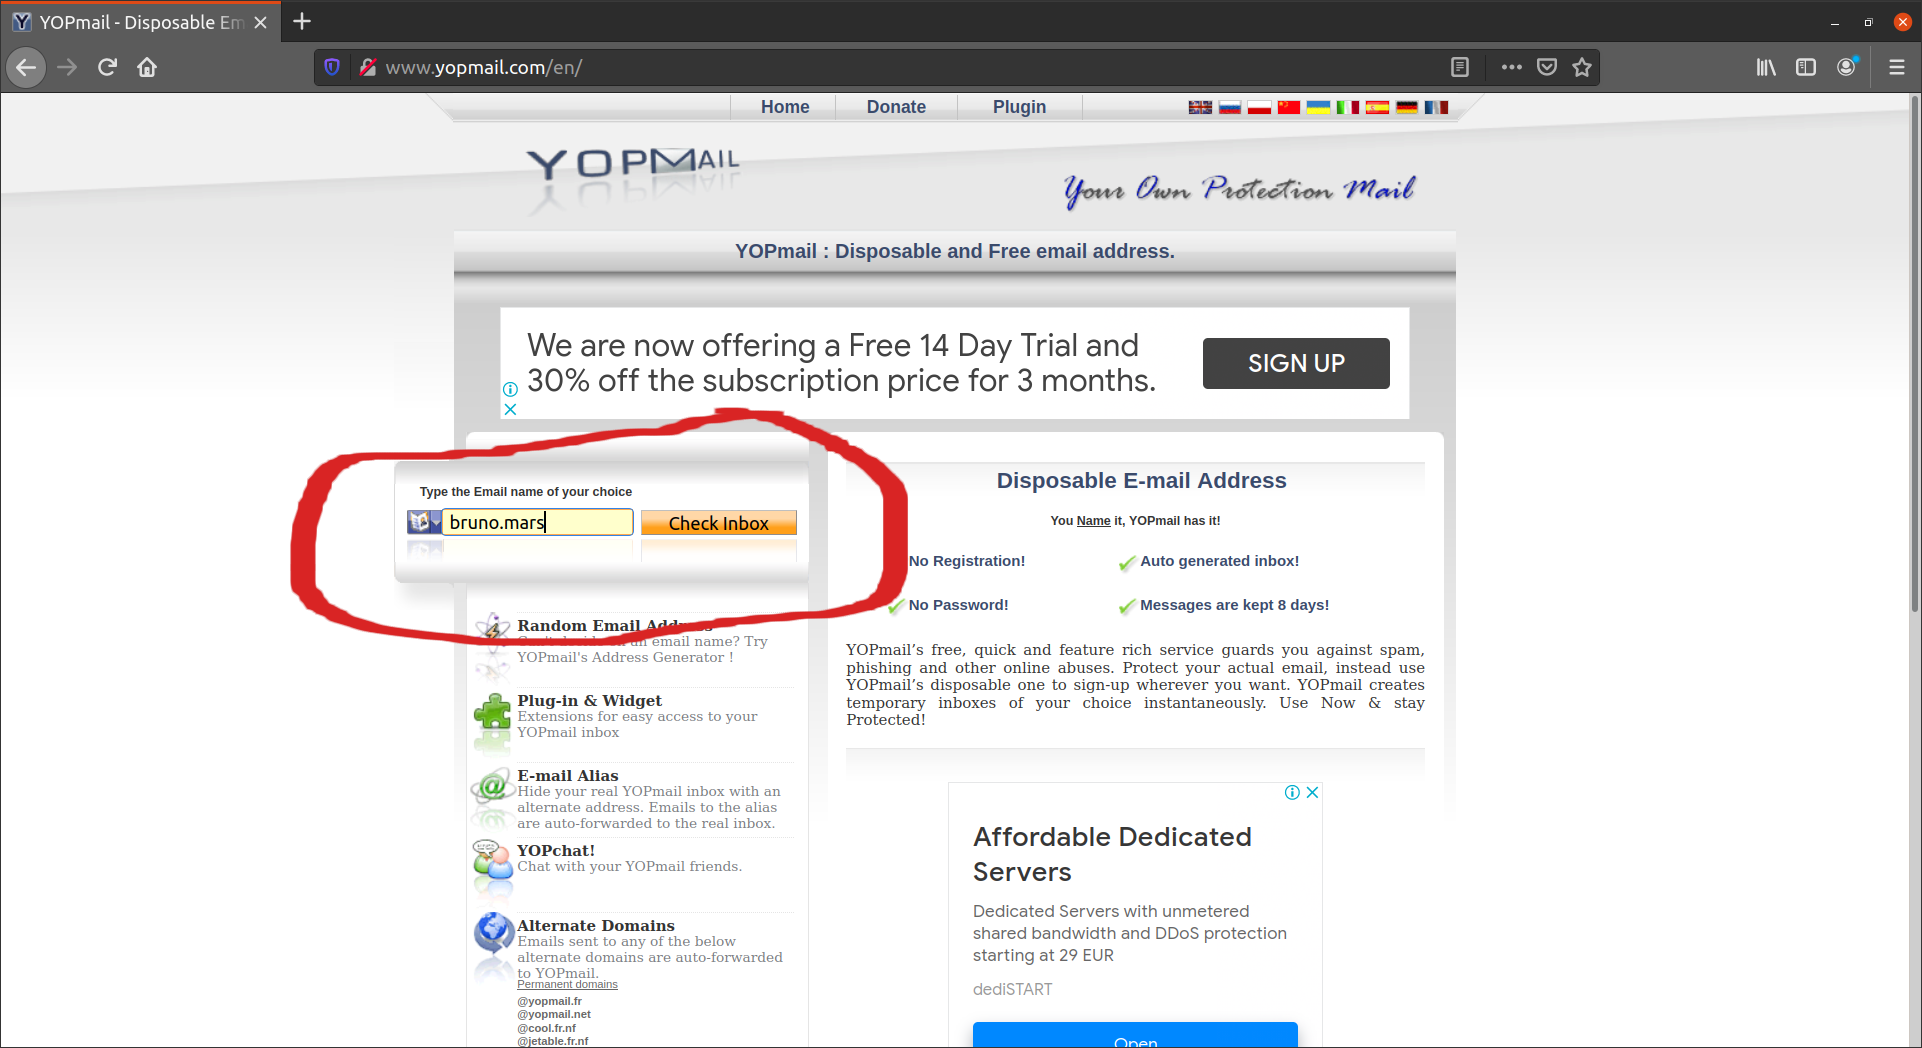 YOPmail - Disposable Em
www.yopmail.com/en/
Home
Donate
Plugin
YOPMAIL
Your Own Protection Mail
YOPmail : Disposable and Free email address.
We are now offering a Free 14 Day Trial and
30% off the subscription price for 3 months.
SIGN UP
Type the Email name of your choice
bruno.mars
Check Inbox
Random Email Address
Can't decide on an email name? Try
YOPmail's Address Generator !
Plug-in & Widget
Extensions for easy access to your
YOPmail inbox
E-mail Alias
Hide your real YOPmail inbox with an
alternate address. Emails to the alias
are auto-forwarded to the real inbox.
YOPchat!
Chat with your YOPmail friends.
Alternate Domains
Emails sent to any of the below
alternate domains are auto-forwarded
to YOPmail.
Permanent domains
@yopmail.fr
@yopmail.net
@cool.fr.nf
@jetable.fr.nf
Disposable E-mail Address
You Name it, YOPmail has it!
No Registration!
Auto generated inbox!
No Password!
Messages are kept 8 days!
YOPmail’s free, quick and feature rich service guards you against spam,
phishing and other online abuses. Protect your actual email, instead use
YOPmail’s disposable one to sign-up wherever you want. YOPmail creates
temporary inboxes of your choice instantaneously. Use Now & stay
Protected!
Affordable Dedicated
Servers
Dedicated Servers with unmetered
shared bandwidth and DDoS protection
starting at 29 EUR
dediSTART
Open